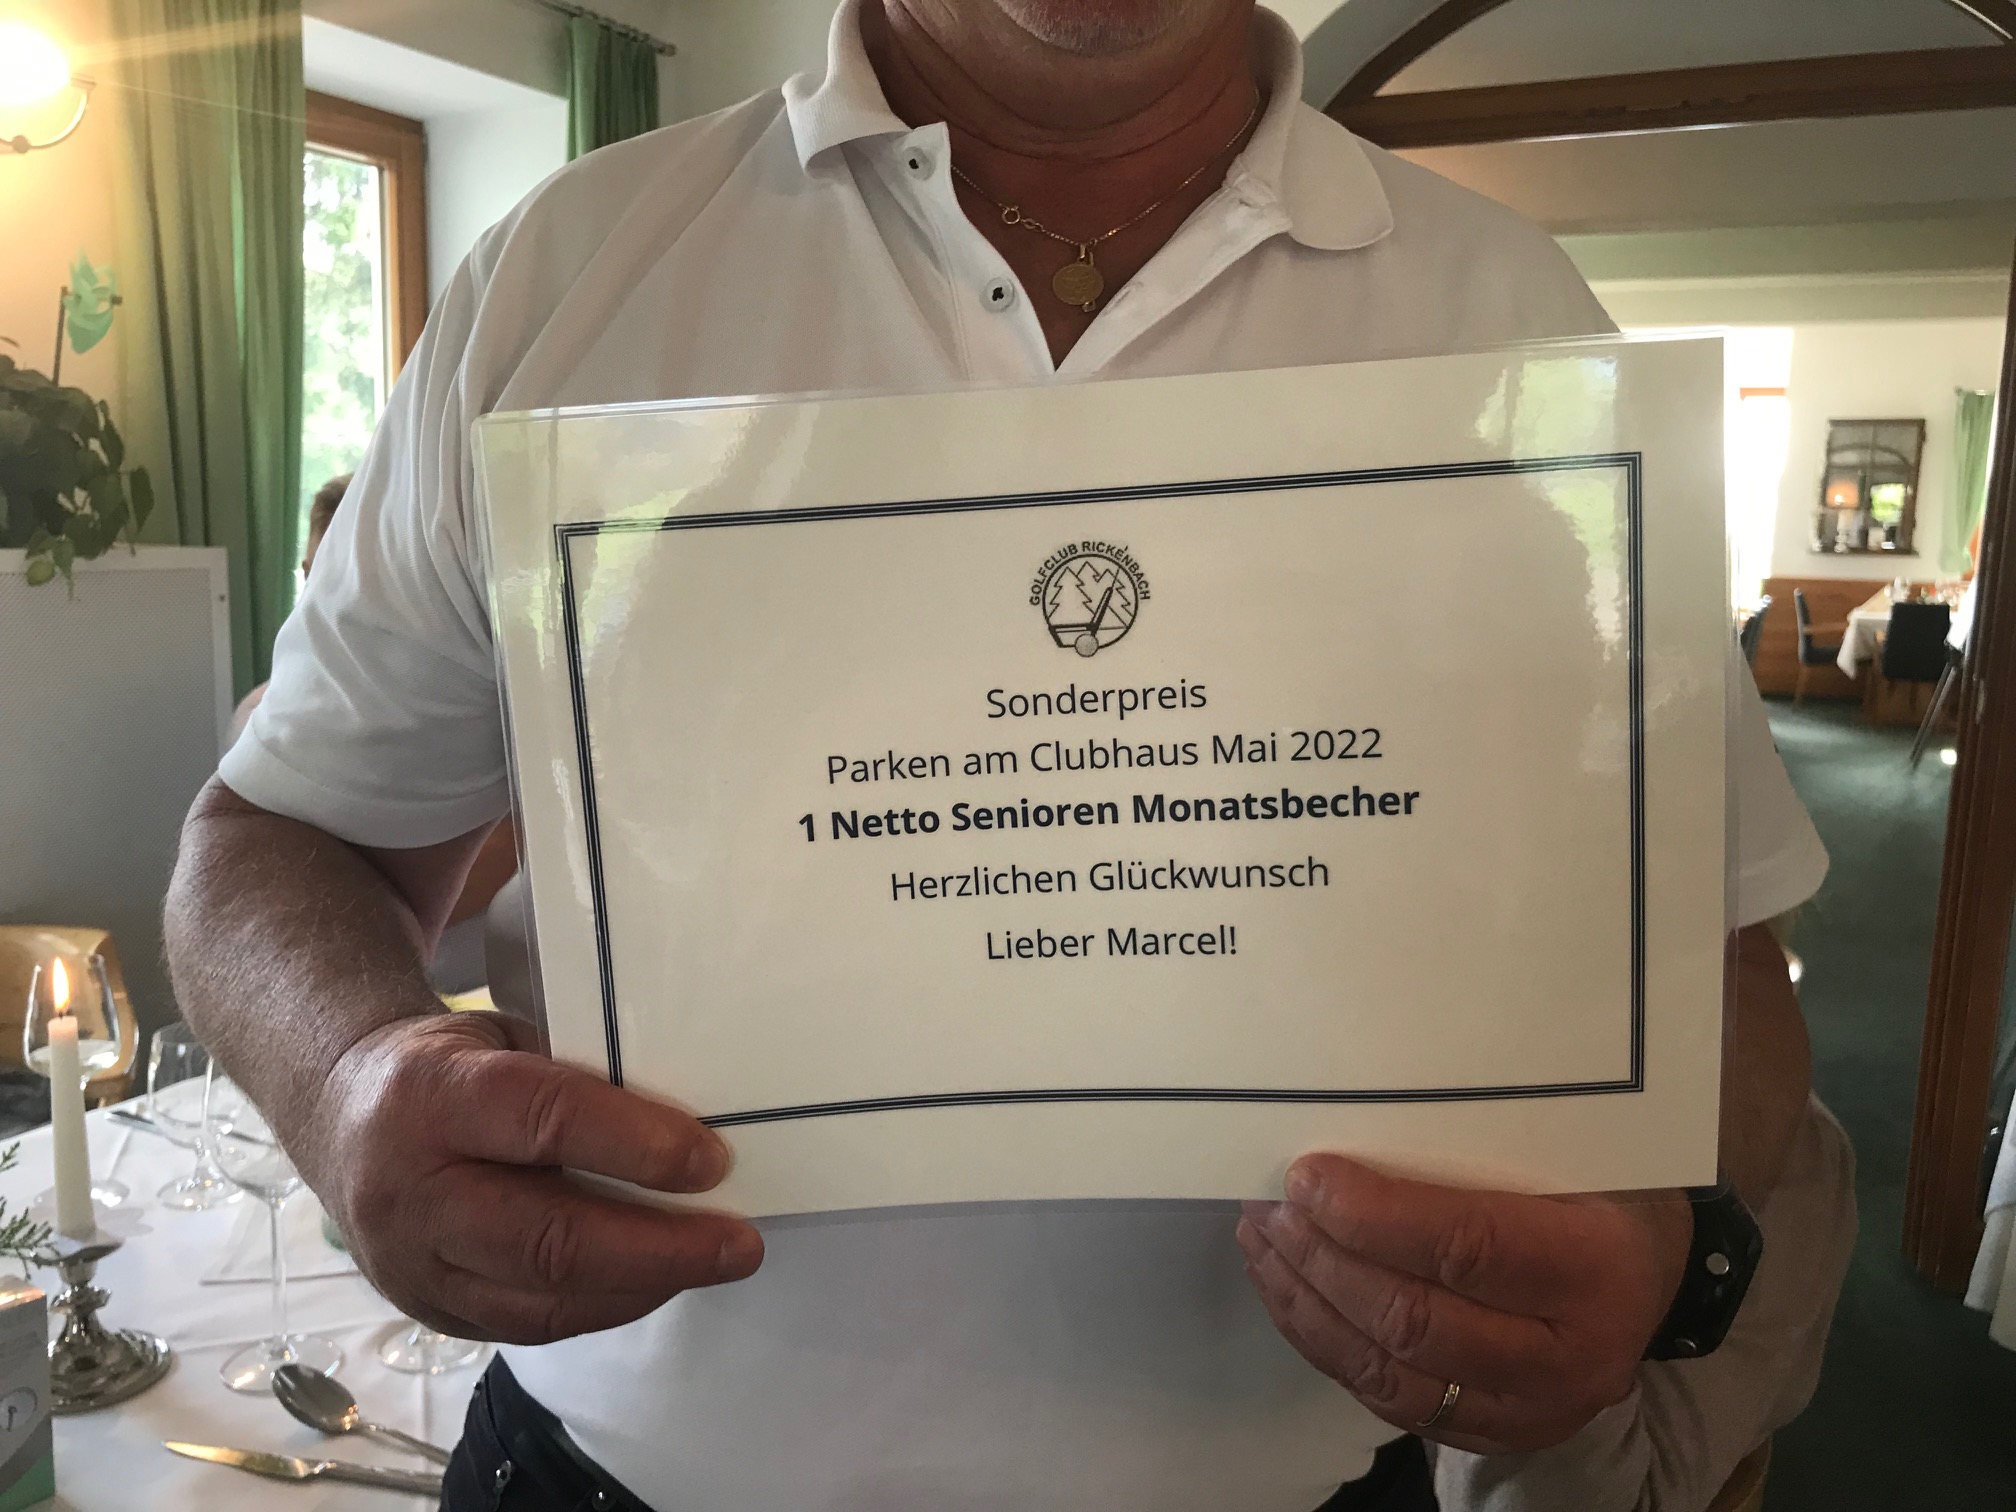 GOLFCLUB RICKENBACH
Sonderpreis
Parken am Clubhaus Mai 2022
1 Netto Senioren Monatsbecher
Herzlichen Glückwunsch
Lieber Marcel!